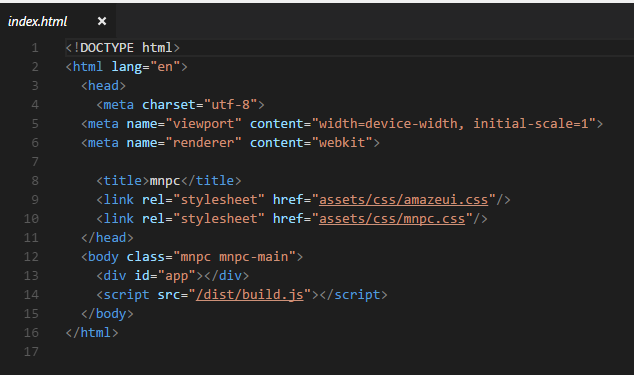 index.html ×
1 <!DOCTYPE html>
2 <html lang="en">
3   <head>
4     <meta charset="utf-8">
5   <meta name="viewport" content="width=device-width, initial-scale=1">
6   <meta name="renderer" content="webkit">
7
8     <title>mnpc</title>
9     <link rel="stylesheet" href="assets/css/amazeui.css"/>
10     <link rel="stylesheet" href="assets/css/mnpc.css"/>
11   </head>
12   <body class="mnpc mnpc-main">
13     <div id="app"></div>
14     <script src="/dist/build.js"></script>
15   </body>
16 </html>
17